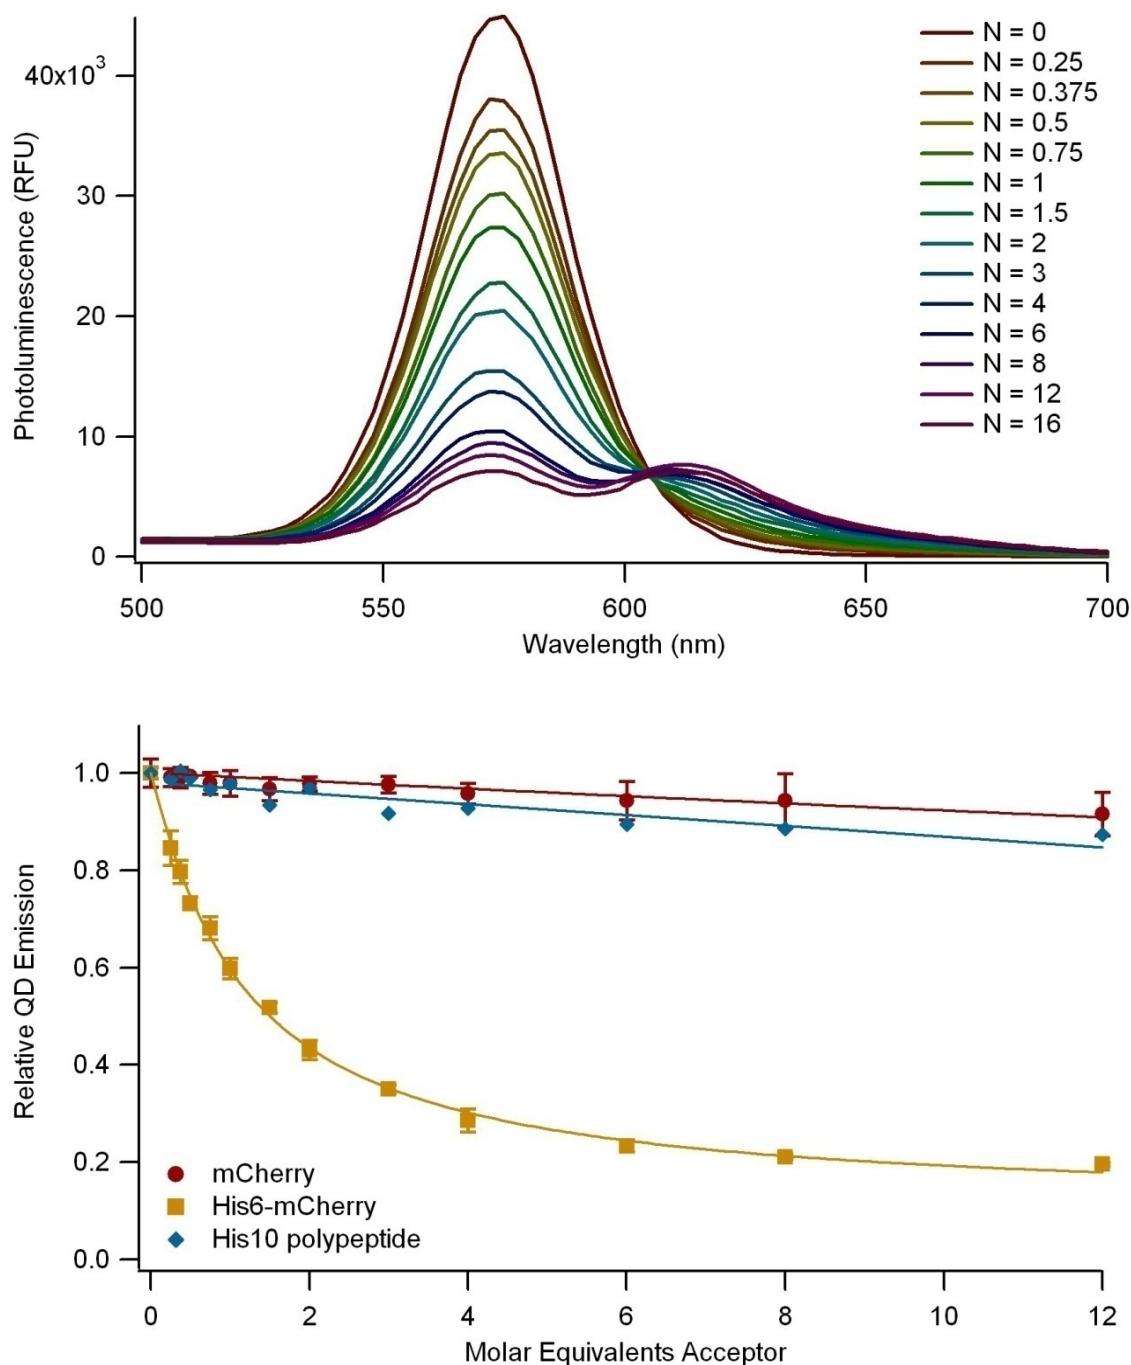 40x10³
30
20
10
0
Photoluminescence (RFU)
500
550
600
650
700
Wavelength (nm)
N = 0
N = 0.25
N = 0.375
N = 0.5
N = 0.75
N = 1
N = 1.5
N = 2
N = 3
N = 4
N = 6
N = 8
N = 12
N = 16
1.0
0.8
0.6
0.4
0.2
0.0
Relative QD Emission
mCherry
His6-mCherry
His10 polypeptide
0
2
4
6
8
10
12
Molar Equivalents Acceptor